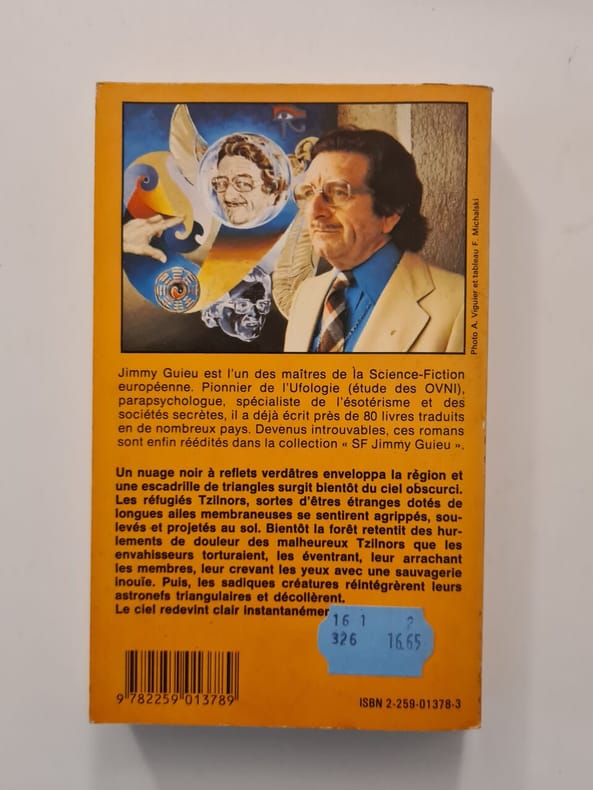 Photo A. Viguier et tableau F. Michalski
Jimmy Guieu est l'un des maîtres de la Science-Fiction
européenne. Pionnier de l'Ufologie (étude des OVNI),
parapsychologue, spécialiste de l'ésotérisme et des
sociétés secrètes, il a déjà écrit près de 80 livres traduits
en de nombreux pays. Devenus introuvables, ces romans
sont enfin réédités dans la collection « SF Jimmy Guieu ».
Un nuage noir à reflets verdâtres enveloppa la règion et
une escadrille de triangles surgit bientôt du ciel obscurci.
Les réfugiés Tzilnors, sortes d'êtres étranges dotés de
longues ailes membraneuses se sentirent agrippés, sou-
levés et projetés au sol. Bientôt la forêt retentit des hur-
lements de douleur des malheureux Tzilnors que les
envahisseurs torturaient, les éventrant, leur arrachant
les membres, leur crevant les yeux avec une sauvagerie
inouïe. Puis, les sadiques créatures réintégrèrent leurs
astronefs triangulaires et décollèrent.
Le ciel redevint clair instantanémen
16 1 2
326 16.65
9 782259 013789
ISBN 2-259-01378-3